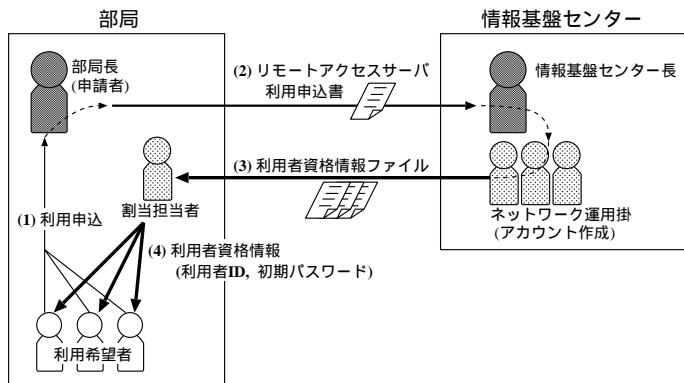 部局
情報基盤センター
部局長
(申請者)
(2) リモートアクセスサーバ
利用申込書
情報基盤センター長
(3) 利用者資格情報ファイル
割当担当者
ネットワーク運用掛
(アカウント作成)
(1) 利用申込
(4) 利用者資格情報
(利用者ID, 初期パスワード)
利用希望者